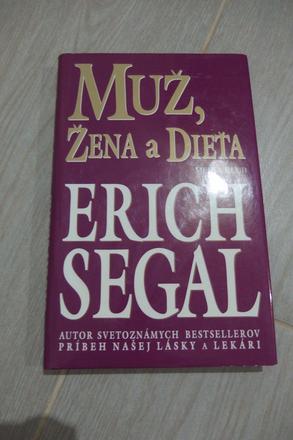 MUŽ,
ŽENA a DIEŤA
ERICH
SEGAL
AUTOR SVETOZNÁMYCH BESTSELLEROV
PRÍBEH NAŠEJ LÁSKY A LEKÁRI